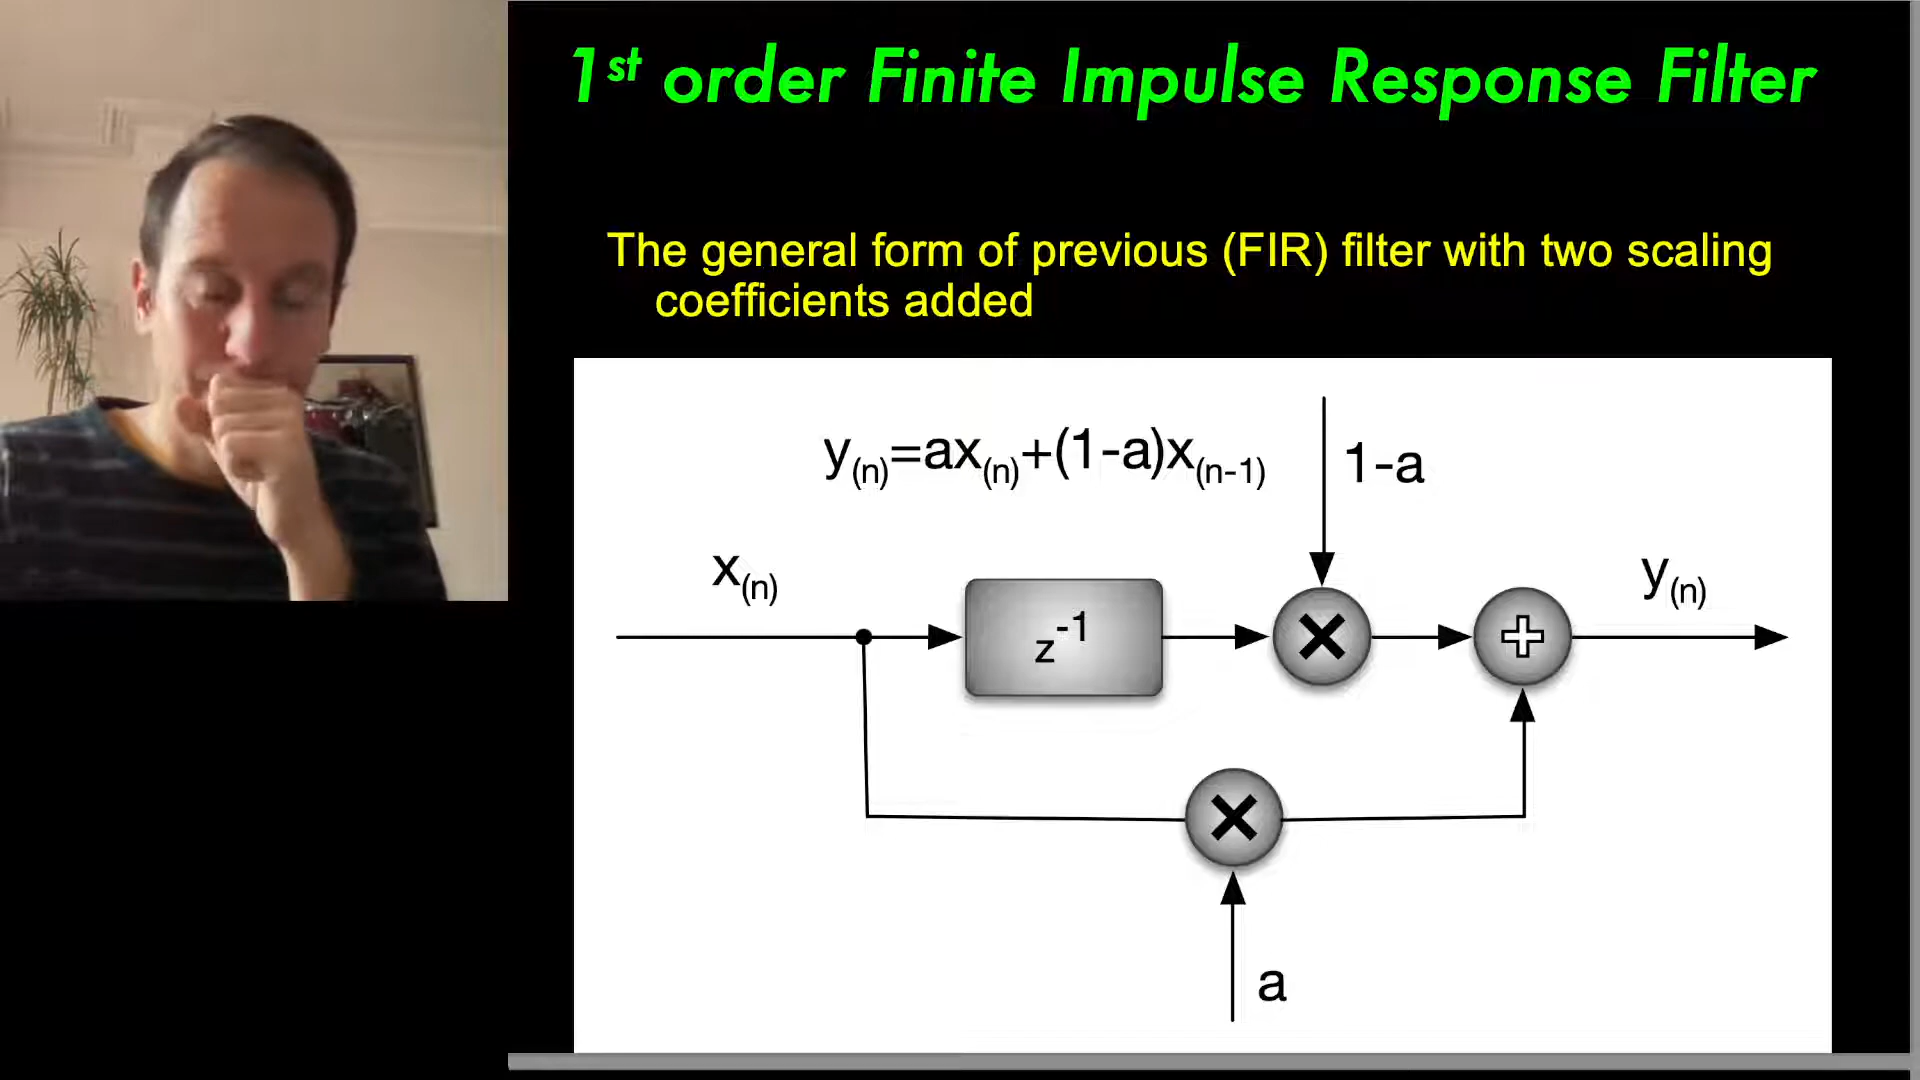 1st order Finite Impulse Response Filter
The general form of previous (FIR) filter with two scaling
coefficients added
y(n)=ax(n)+(1-a)x(n-1)
1-a
x(n)
z-1
y(n)
a